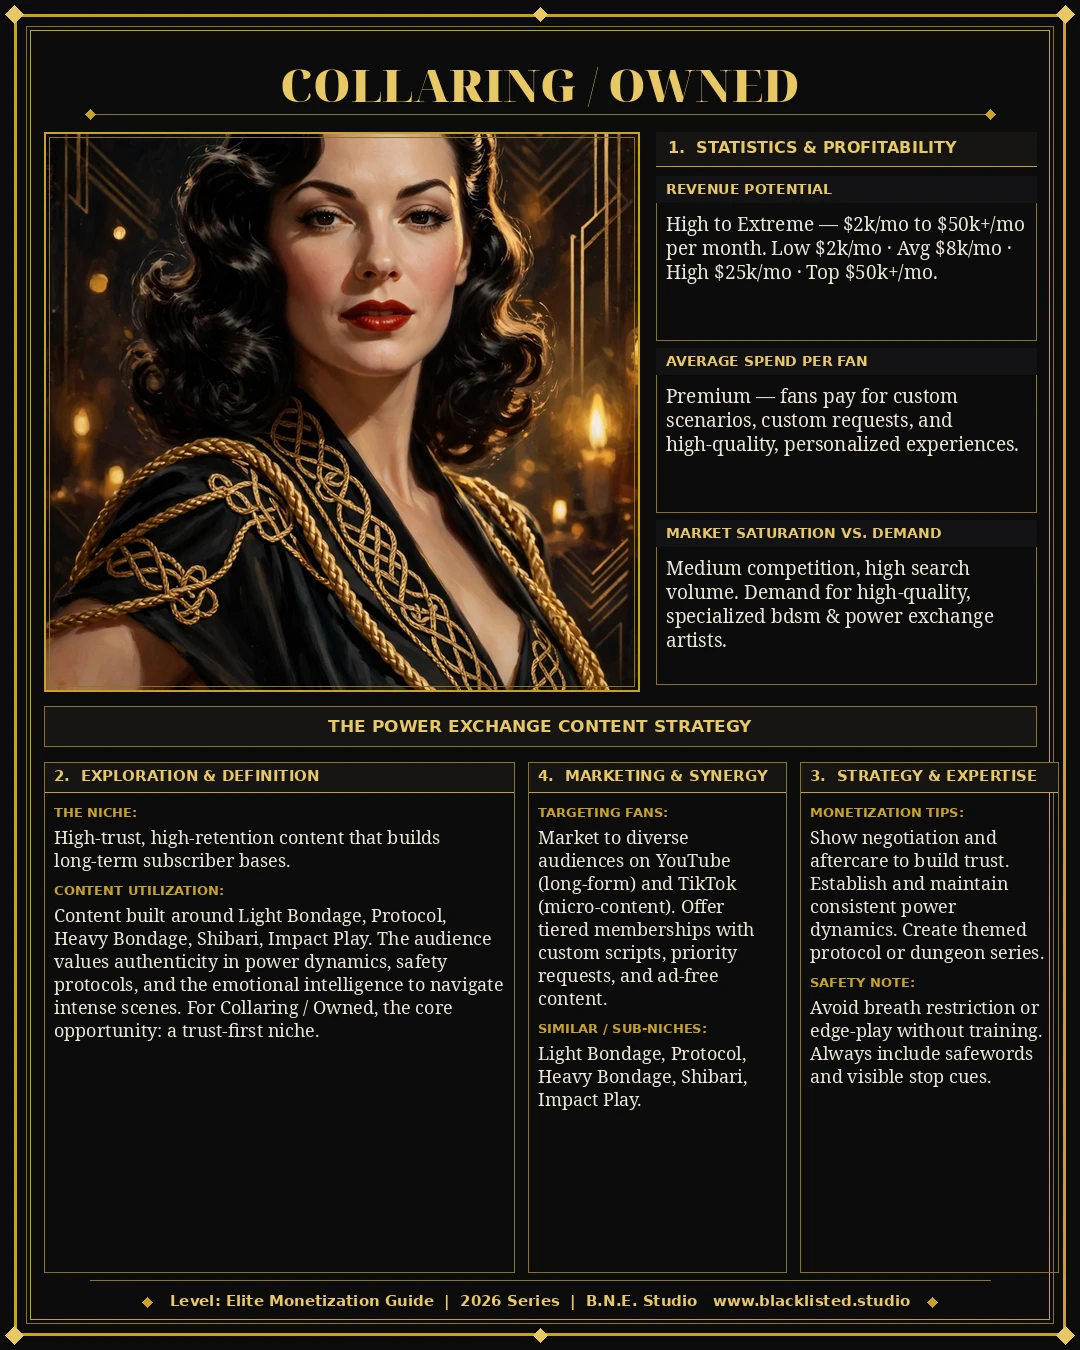 COLLARING / OWNED
1. STATISTICS & PROFITABILITY
REVENUE POTENTIAL
High to Extreme — $2k/mo to $50k+/mo
per month. Low $2k/mo · Avg $8k/mo ·
High $25k/mo · Top $50k+/mo.
AVERAGE SPEND PER FAN
Premium — fans pay for custom
scenarios, custom requests, and
high-quality, personalized experiences.
MARKET SATURATION VS. DEMAND
Medium competition, high search
volume. Demand for high-quality,
specialized bdsm & power exchange
artists.
THE POWER EXCHANGE CONTENT STRATEGY
2. EXPLORATION & DEFINITION
THE NICHE:
High-trust, high-retention content that builds
long-term subscriber bases.
CONTENT UTILIZATION:
Content built around Light Bondage, Protocol,
Heavy Bondage, Shibari, Impact Play. The audience
values authenticity in power dynamics, safety
protocols, and the emotional intelligence to navigate
intense scenes. For Collaring / Owned, the core
opportunity: a trust-first niche.
4. MARKETING & SYNERGY
TARGETING FANS:
Market to diverse
audiences on YouTube
(long-form) and TikTok
(micro-content). Offer
tiered memberships with
custom scripts, priority
requests, and ad-free
content.
SIMILAR / SUB-NICHES:
Light Bondage, Protocol,
Heavy Bondage, Shibari,
Impact Play.
3. STRATEGY & EXPERTISE
MONETIZATION TIPS:
Show negotiation and
aftercare to build trust.
Establish and maintain
consistent power
dynamics. Create themed
protocol or dungeon series.
SAFETY NOTE:
Avoid breath restriction or
edge-play without training.
Always include safewords
and visible stop cues.
Level: Elite Monetization Guide | 2026 Series | B.N.E. Studio www.blacklisted.studio